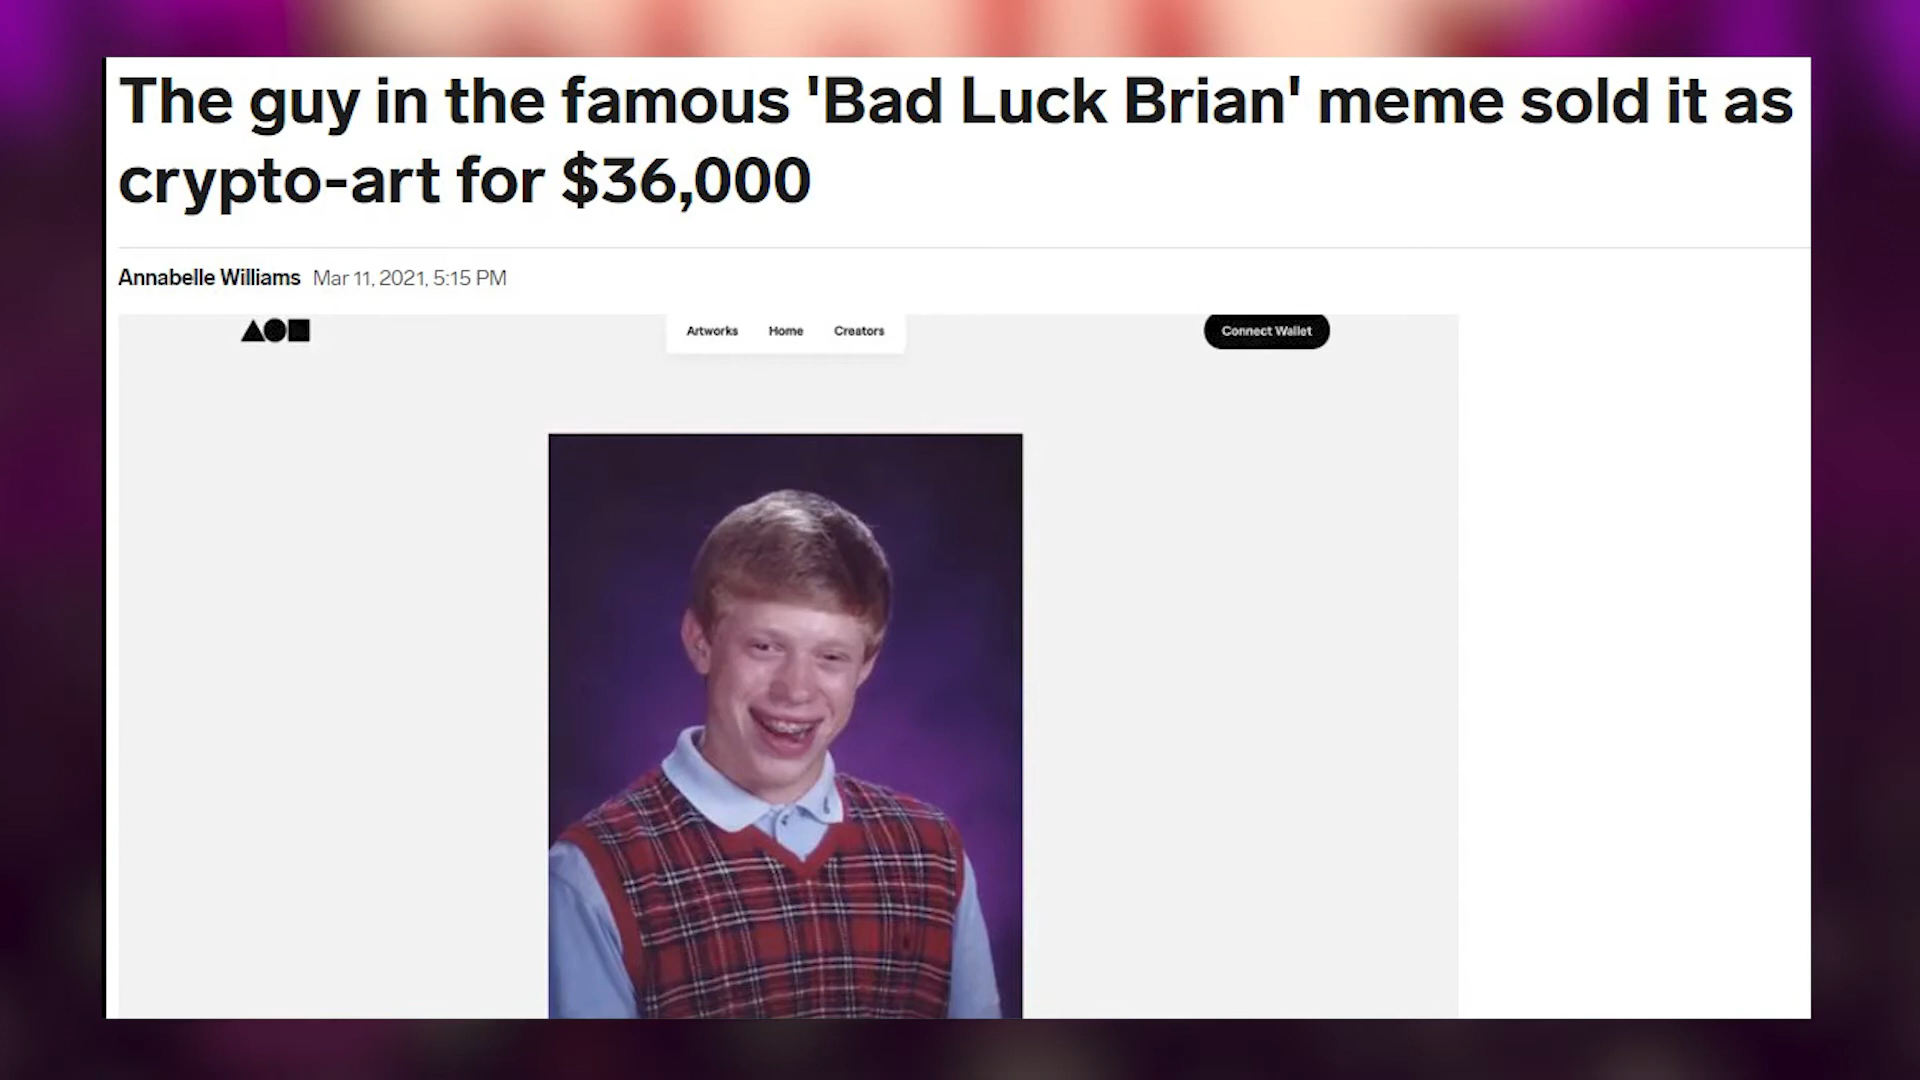 The guy in the famous 'Bad Luck Brian' meme sold it as
crypto-art for $36,000
Annabelle Williams Mar 11, 2021, 5:15 PM
Artworks Home Creators
Connect Wallet